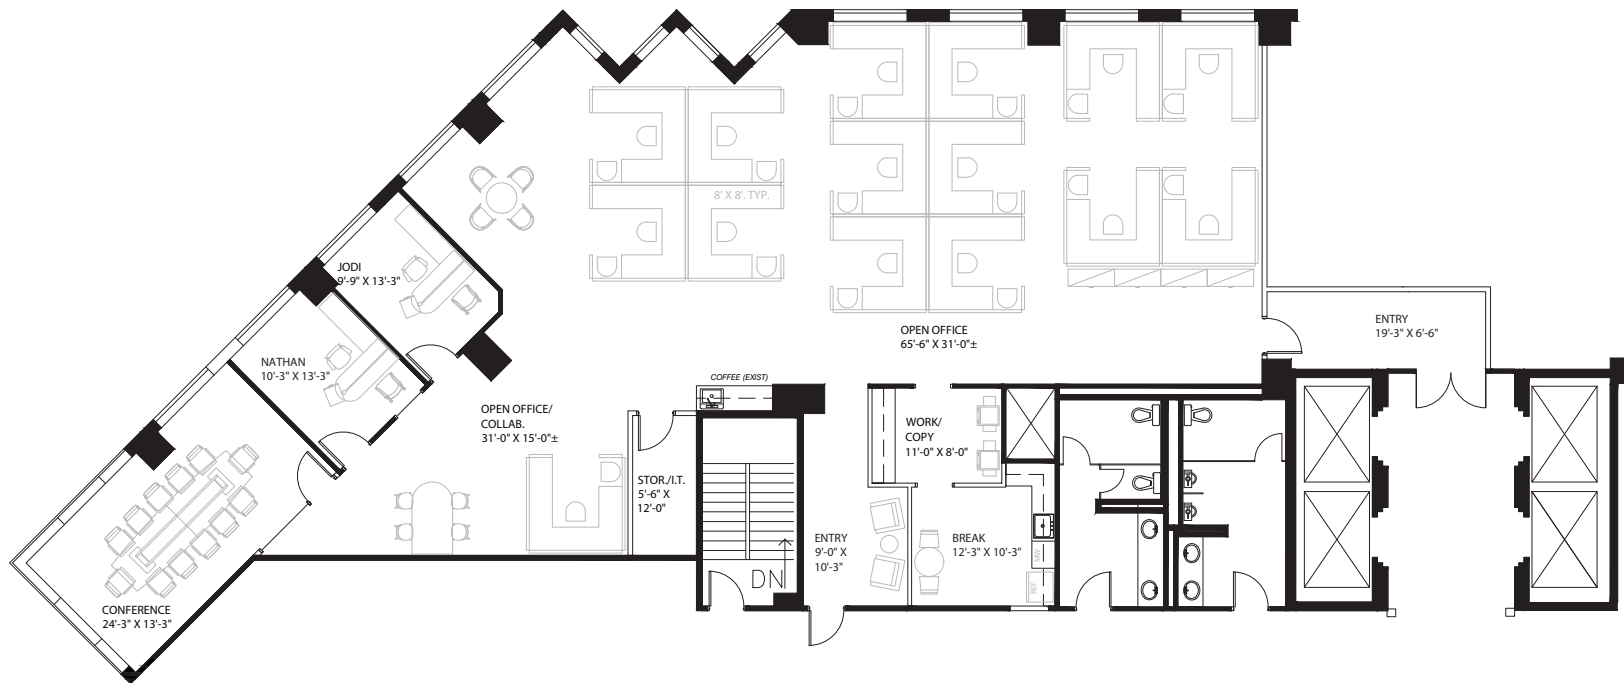 8' X 8'. TYP.
JODI
9'-9" X 13'-3"
ENTRY
19'-3" X 6'-6"
OPEN OFFICE
65'-6" X 31'-0"±
NATHAN
10'-3" X 13'-3"
COFFEE (EXIST)
OPEN OFFICE/
COLLAB.
31'-0" X 15'-0"±
WORK/
COPY
11'-0" X 8'-0"
STOR./I.T.
5'-6" X
12'-0"
ENTRY
9'-0" X
10'-3"
BREAK
12'-3" X 10'-3"
MW
REF.
DN
CONFERENCE
24'-3" X 13'-3"